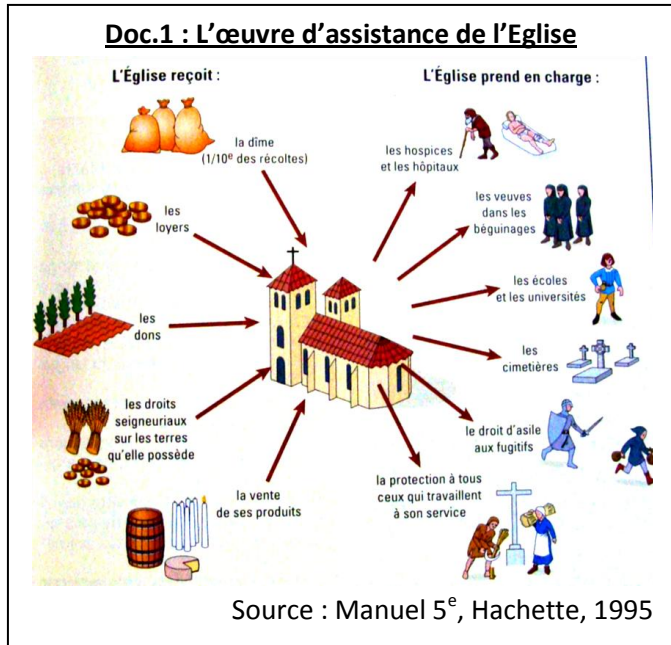 Doc.1 : L'œuvre d'assistance de l'Eglise
L'Église reçoit :
la dîme
(1/10e des récoltes)
les
loyers
les
dons
les droits
seigneuriaux
sur les terres
qu'elle possède
la vente
de ses produits
L'Église prend en charge :
les hospices
et les hôpitaux
les veuves
dans les
béguinages
les écoles
et les universités
les
cimetières
le droit d'asile
aux fugitifs
la protection à tous
ceux qui travaillent
à son service
Source : Manuel 5e, Hachette, 1995